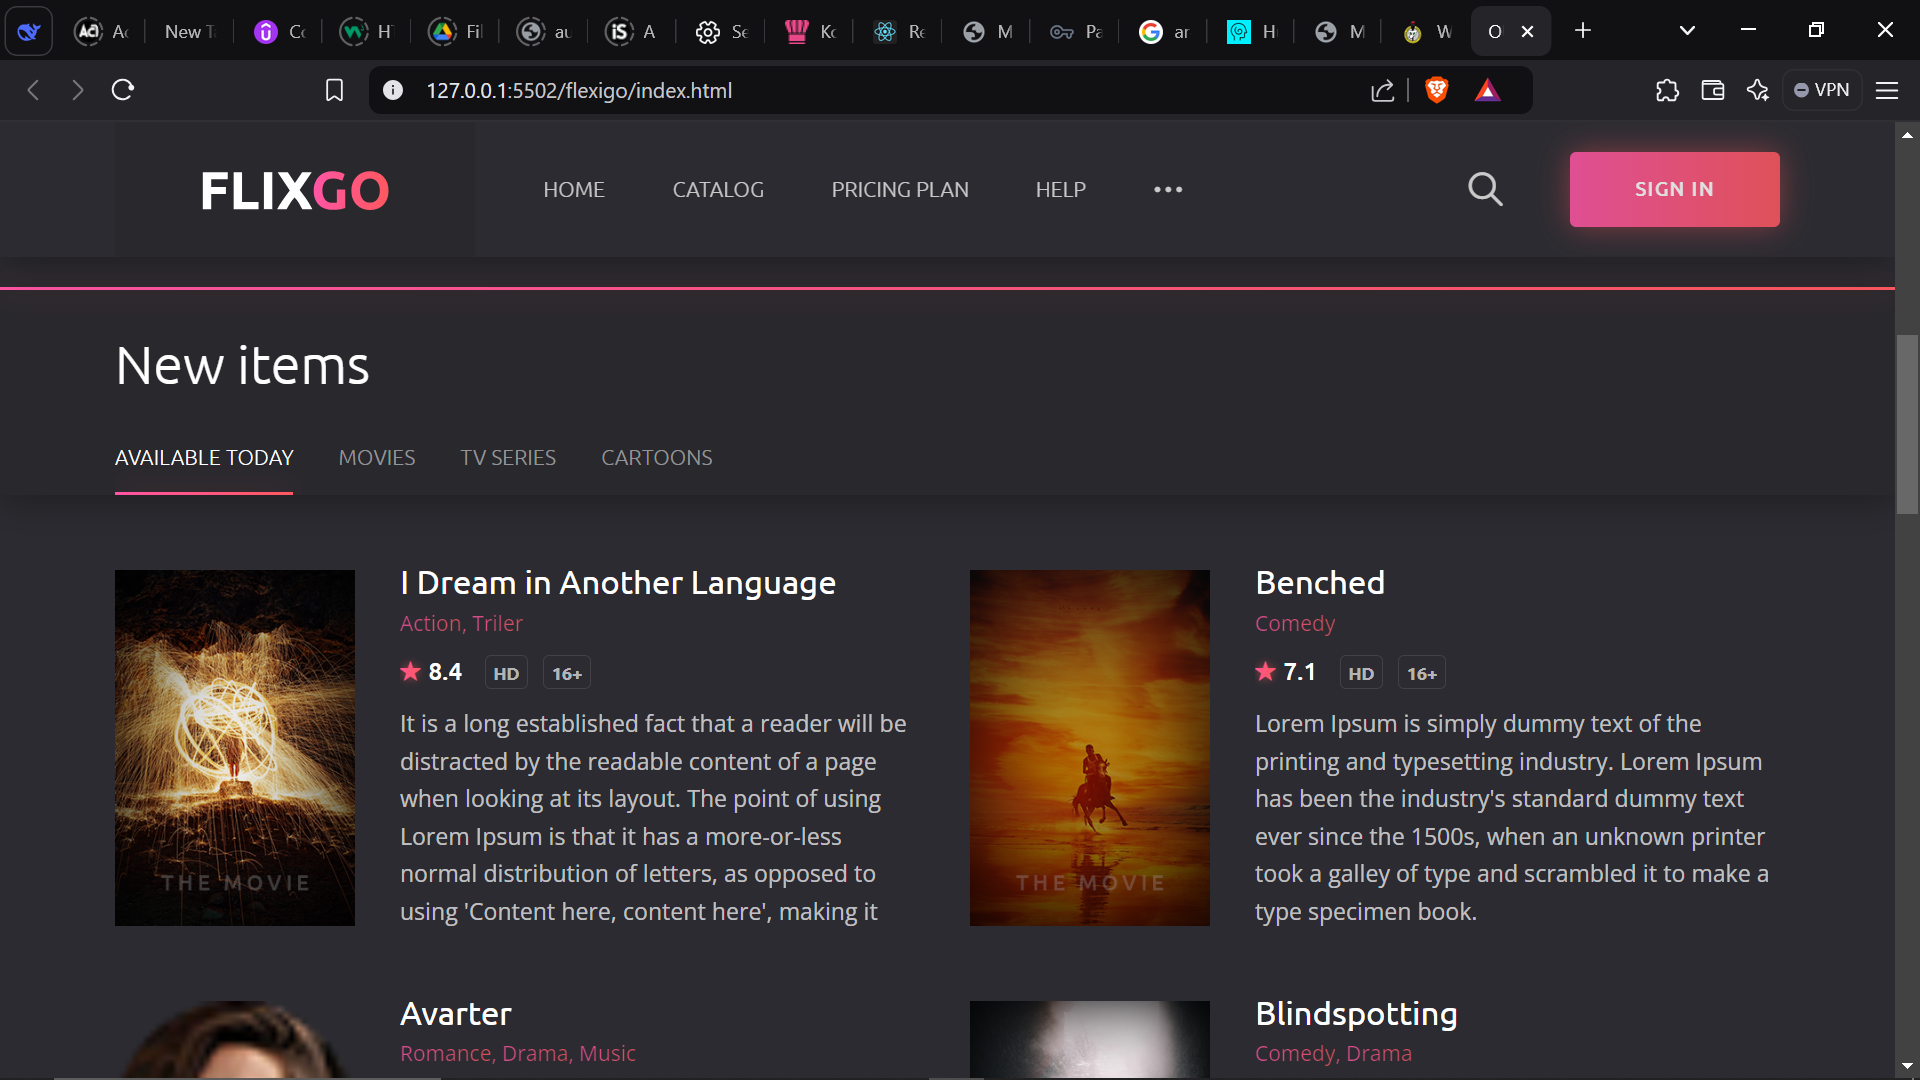 Ac
New T
Co
HT
Fil
au
A
Se
Ko
Re
M
Pa
ar
H
M
W
O
127.0.0.1:5502/flexigo/index.html
VPN
FLIXGO
HOME
CATALOG
PRICING PLAN
HELP
SIGN IN
New items
AVAILABLE TODAY
MOVIES
TV SERIES
CARTOONS
I Dream in Another Language
Action, Triler
8.4 HD 16+
It is a long established fact that a reader will be
distracted by the readable content of a page
when looking at its layout. The point of using
Lorem Ipsum is that it has a more-or-less
normal distribution of letters, as opposed to
using 'Content here, content here', making it
THE MOVIE
Benched
Comedy
7.1 HD 16+
Lorem Ipsum is simply dummy text of the
printing and typesetting industry. Lorem Ipsum
has been the industry's standard dummy text
ever since the 1500s, when an unknown printer
took a galley of type and scrambled it to make a
type specimen book.
THE MOVIE
Avarter
Romance, Drama, Music
Blindspotting
Comedy, Drama